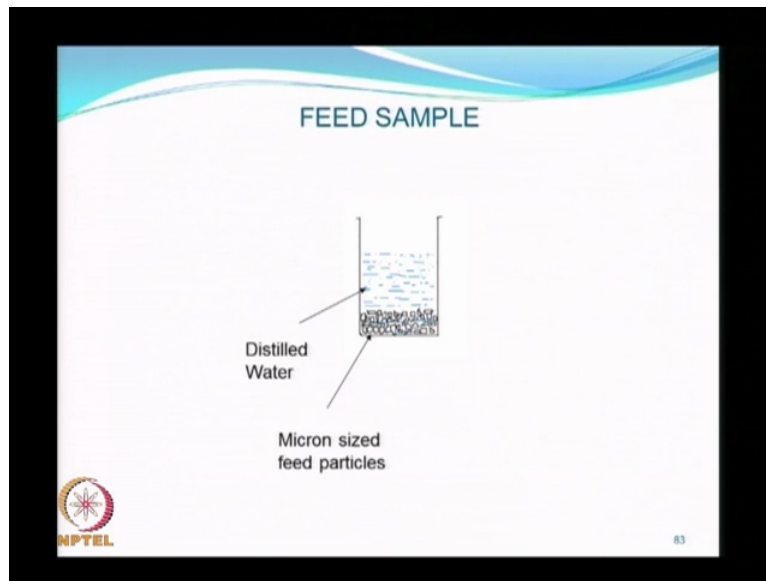 FEED SAMPLE
Distilled
Water
Micron sized
feed particles
NPTEL
83